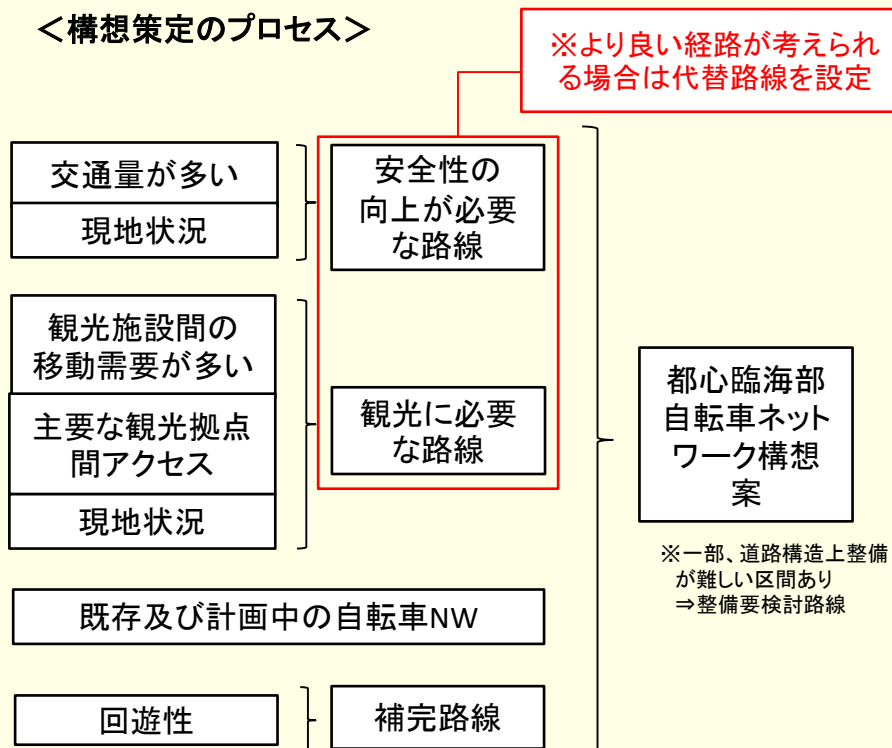 ＜構想策定のプロセス＞
※より良い経路が考えられ
る場合は代替路線を設定
交通量が多い
現地状況
安全性の
向上が必要
な路線
観光施設間の
移動需要が多い
主要な観光拠点
間アクセス
現地状況
観光に必要
な路線
都心臨海部
自転車ネット
ワーク構想
案
※一部、道路構造上整備
が難しい区間あり
⇒整備要検討路線
既存及び計画中の自転車NW
回遊性
補完路線